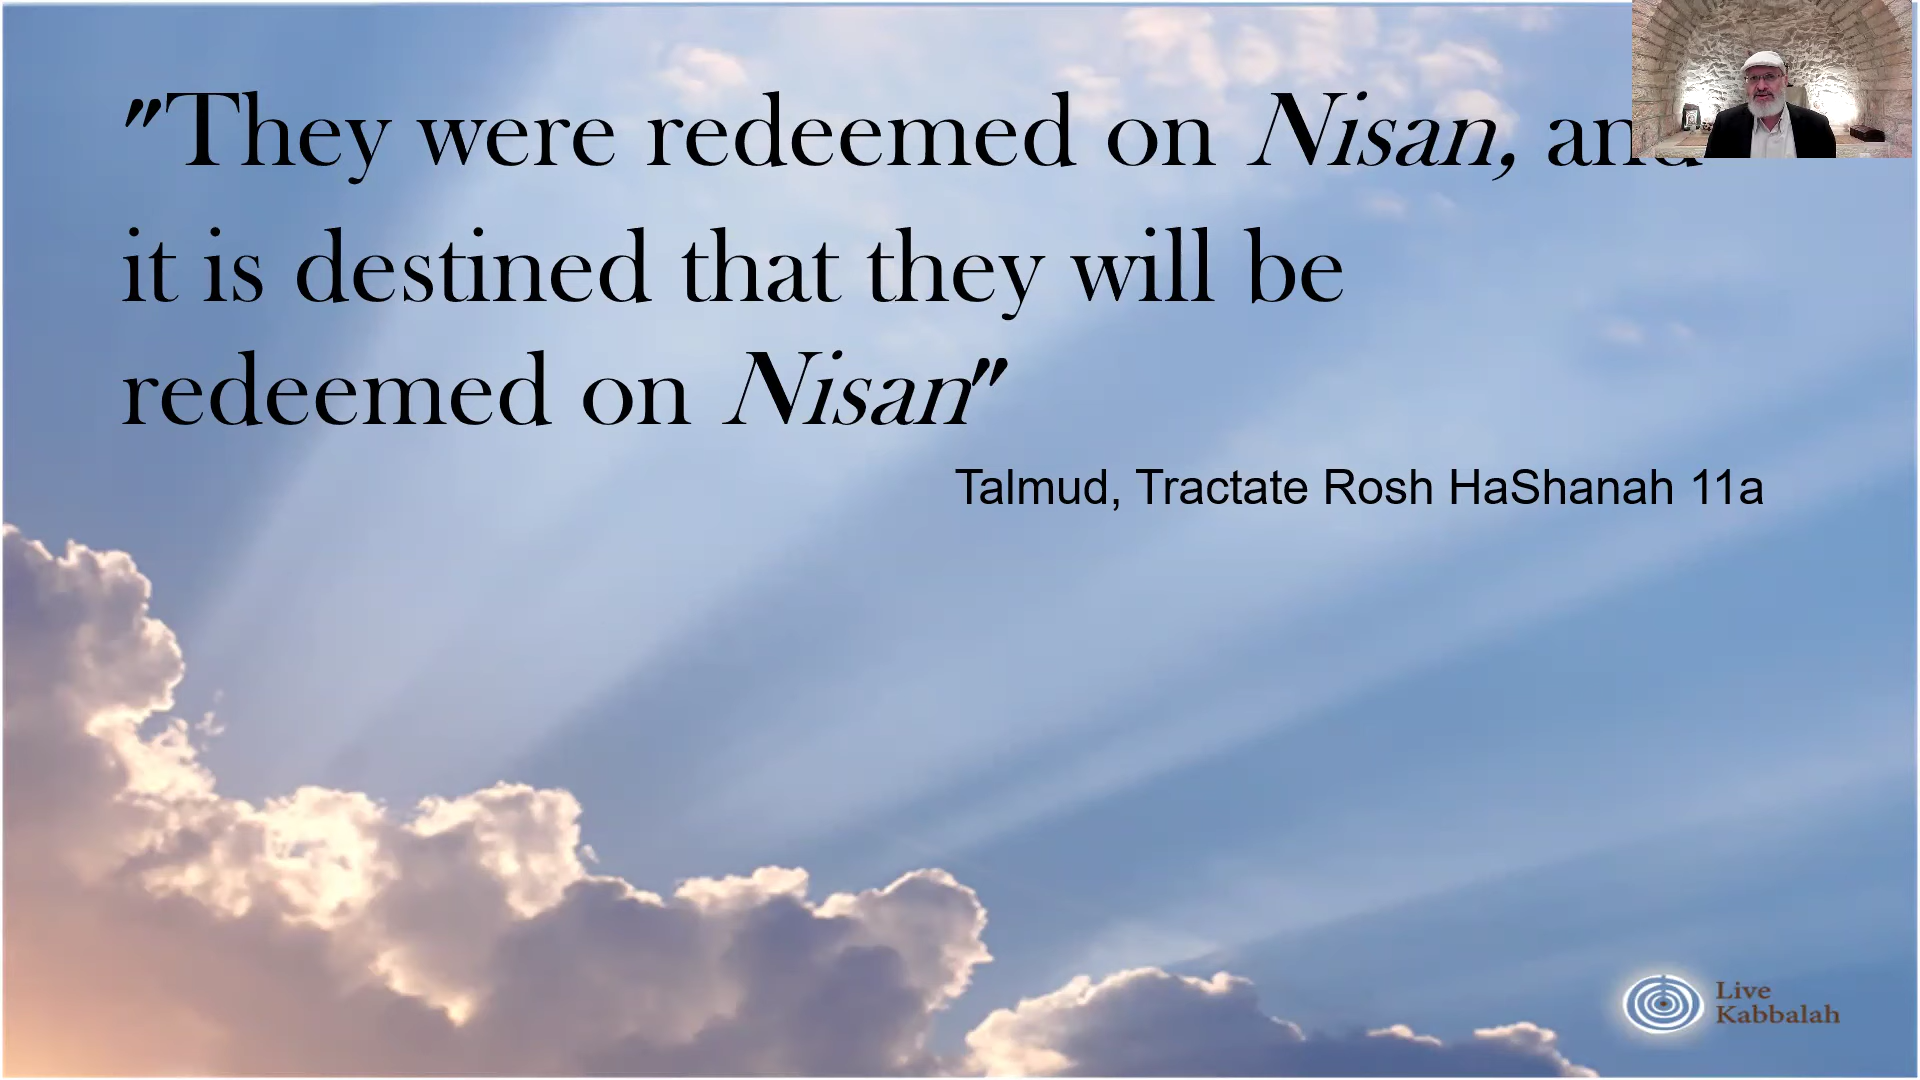 "They were redeemed on Nisan, and
it is destined that they will be
redeemed on Nisan"
Talmud, Tractate Rosh HaShanah 11a
Live
Kabbalah